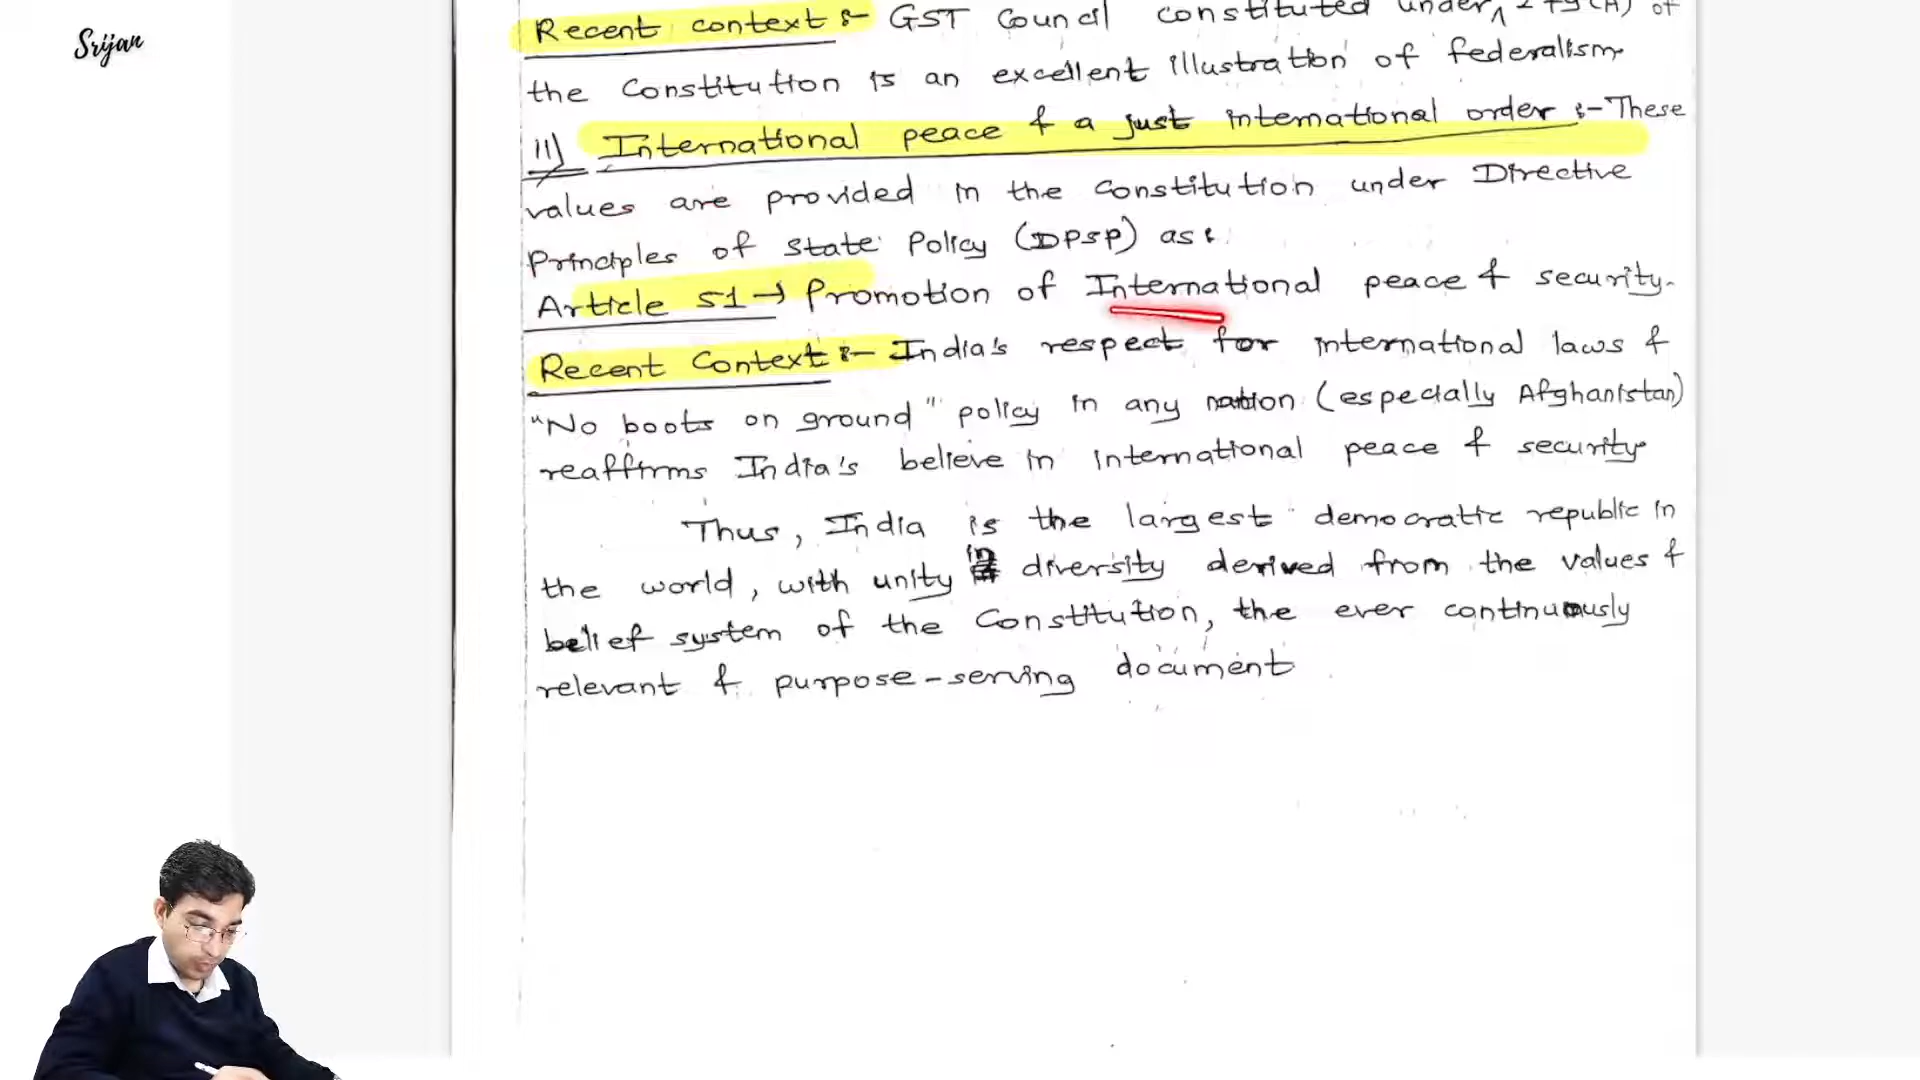 Srijan
Recent context :- GST Council constituted under 279(A) of
the Constitution is an excellent illustration of federalism
11) International peace & a just international order :- These
values are provided in the constitution under Directive
Principles of State Policy (DPSP) as:
Article 51 → Promotion of International peace & security.
Recent Context :- India's respect for international laws &
"No boots on ground" policy in any nation (especially Afghanistan)
reaffirms India's believe in international peace & security
Thus, India is the largest democratic republic in
the world, with unity in diversity derived from the values &
belief system of the Constitution, the ever continuously
relevant & purpose-serving document